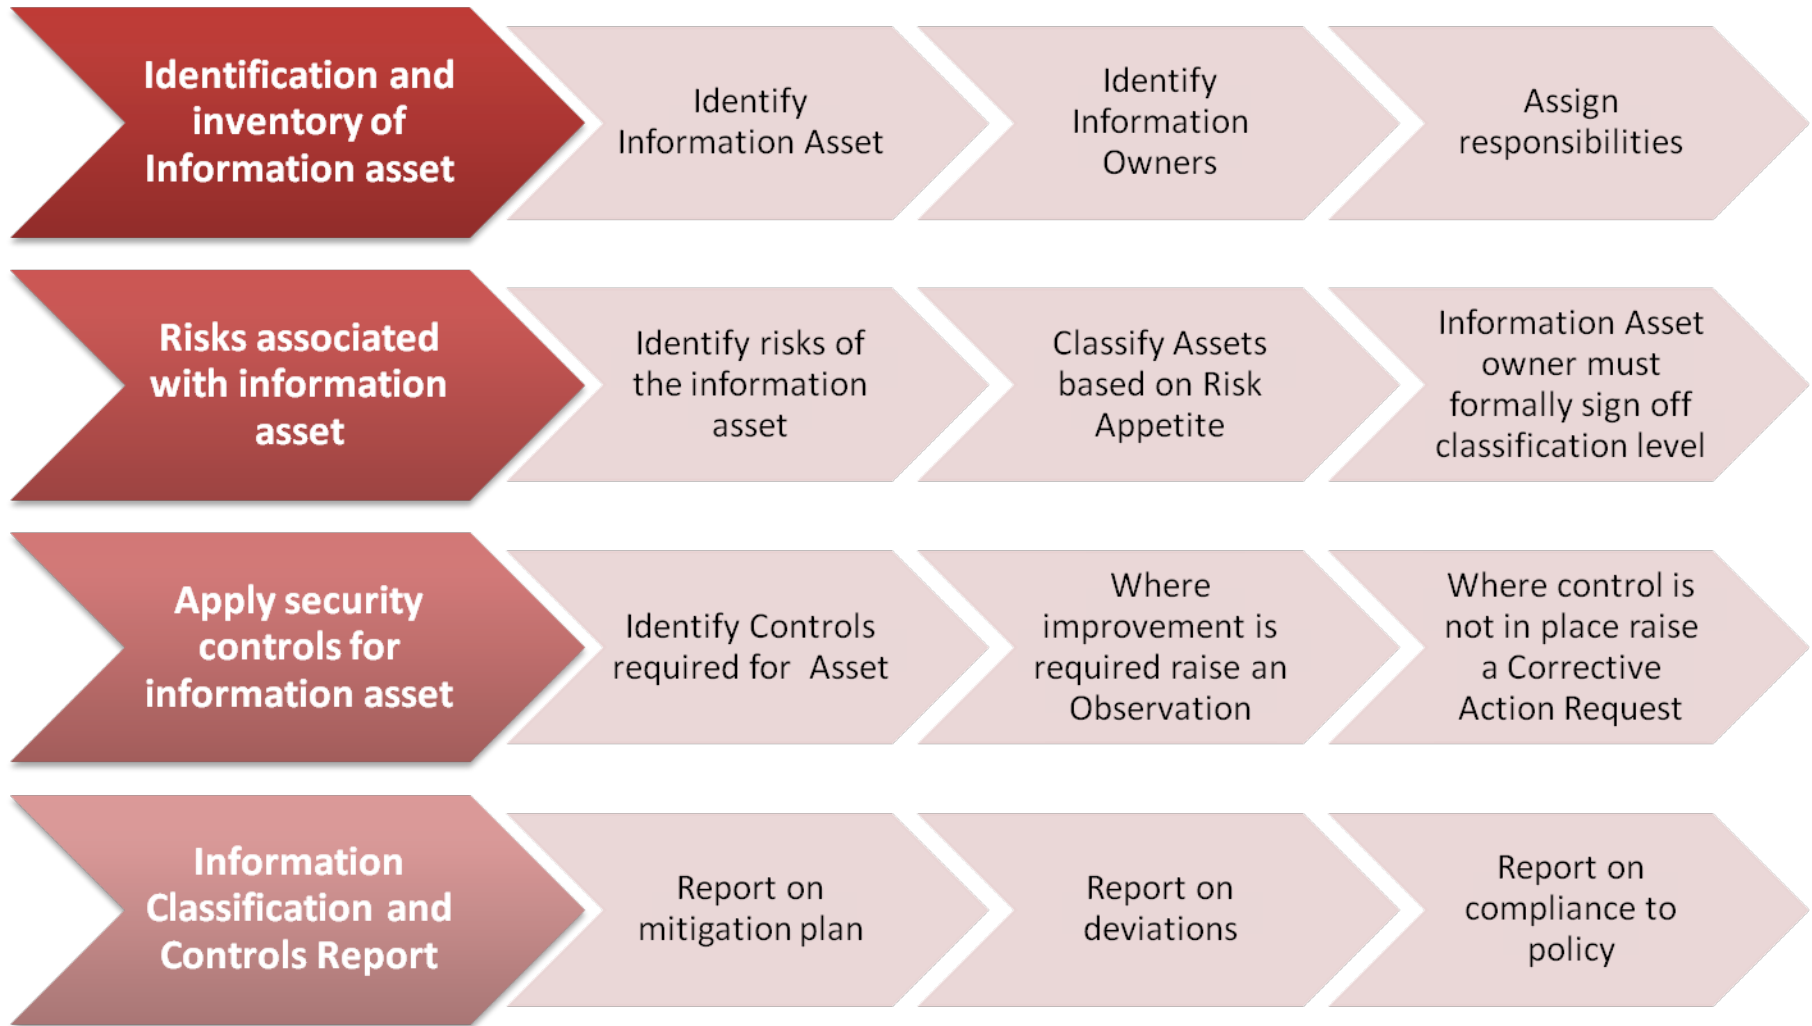 Identification and
inventory of
Information asset
Identify
Information Asset
Identify
Information
Owners
Assign
responsibilities
Risks associated
with information
asset
Identify risks of
the information
asset
Classify Assets
based on Risk
Appetite
Information Asset
owner must
formally sign off
classification level
Apply security
controls for
information asset
Identify Controls
required for Asset
Where
improvement is
required raise an
Observation
Where control is
not in place raise
a Corrective
Action Request
Information
Classification and
Controls Report
Report on
mitigation plan
Report on
deviations
Report on
compliance to
policy